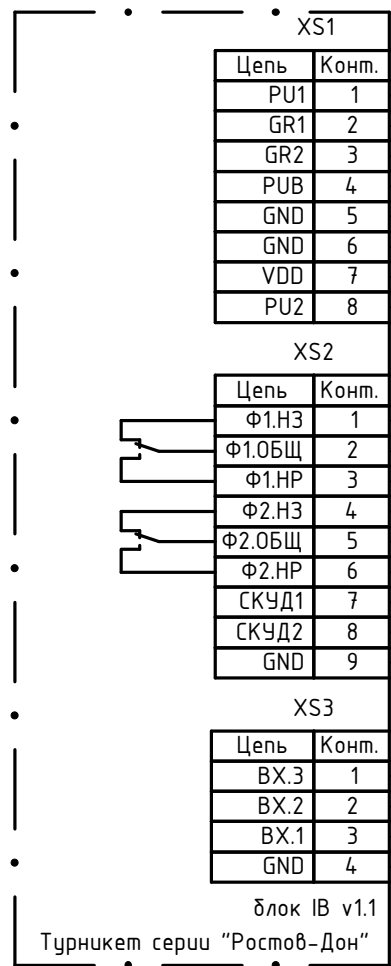 XS1
Цепь Конт.
PU1 1
GR1 2
GR2 3
PUB 4
GND 5
GND 6
VDD 7
PU2 8
XS2
Цепь Конт.
Ф1.НЗ 1
Ф1.ОБЩ 2
Ф1.НР 3
Ф2.НЗ 4
Ф2.ОБЩ 5
Ф2.НР 6
СКУД1 7
СКУД2 8
GND 9
XS3
Цепь Конт.
ВХ.3 1
ВХ.2 2
ВХ.1 3
GND 4
блок IB v1.1
Турникет серии "Ростов-Дон"